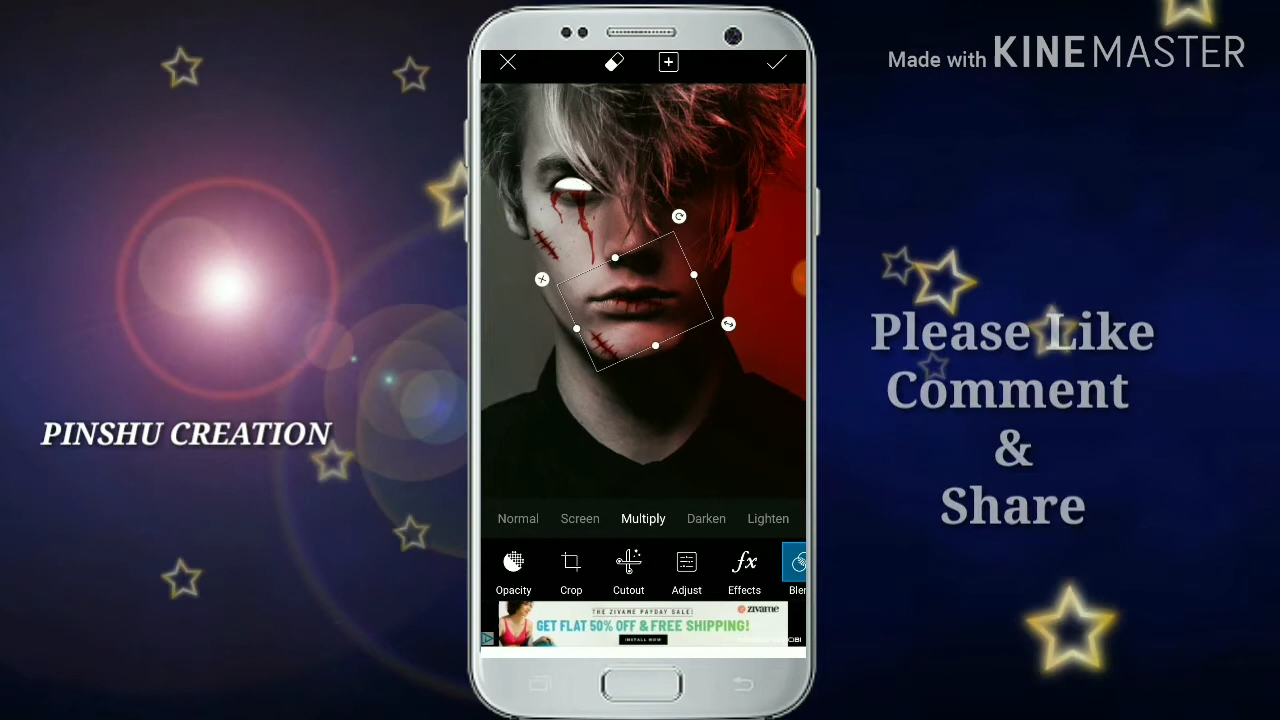 Made with KINEMASTER
PINSHU CREATION
Please Like
Comment
&
Share
Normal Screen Multiply Darken Lighten
Opacity Crop Cutout Adjust Effects Blen
THE ZIVAME PAYDAY SALE!
zivame
GET FLAT 50% OFF & FREE SHIPPING!
INSTALL NOW